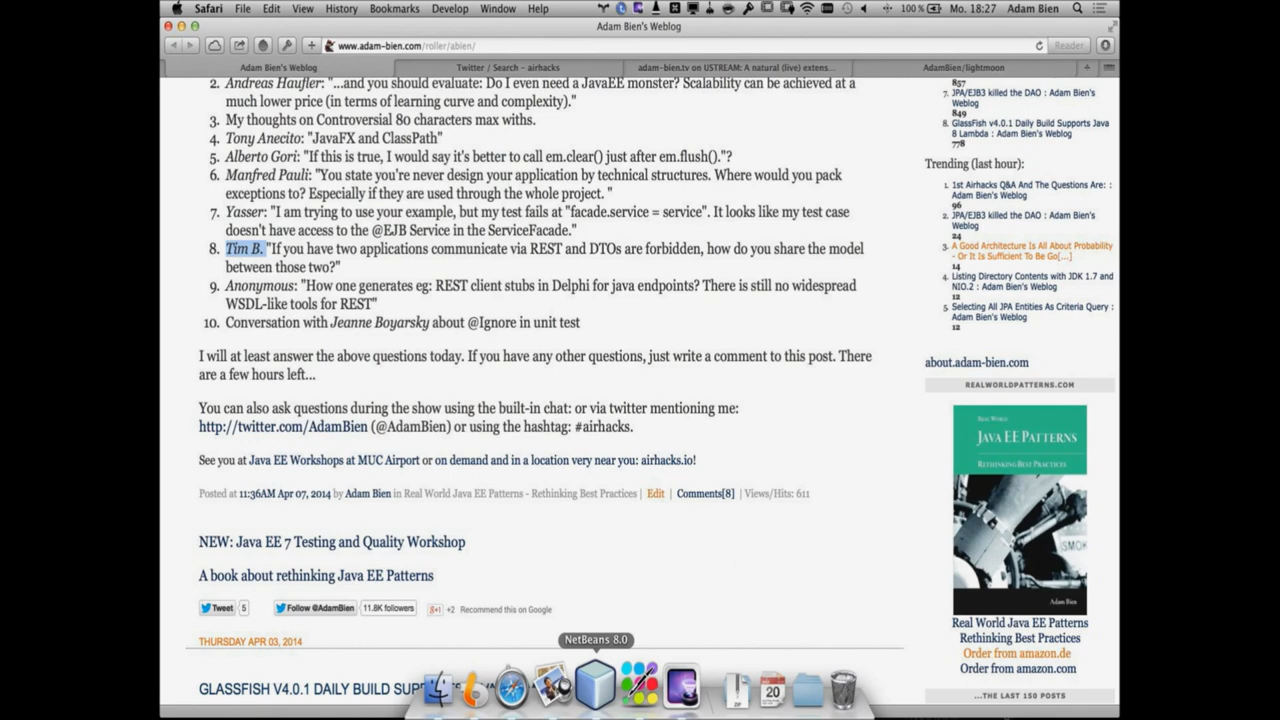 Safari File Edit View History Bookmarks Develop Window Help 100% Mo. 18:27 Adam Bien
Adam Bien's Weblog
www.adam-bien.com/roller/abien/
Reader
Adam Bien's Weblog
Twitter / Search - airhacks
adam-bien.tv on USTREAM: A natural (live) extens...
AdamBien/lightmoon
2. Andreas Haufler: "...and you should evaluate: Do I even need a JavaEE monster? Scalability can be achieved at
a much lower price (in terms of learning curve and complexity)."
3. My thoughts on Controversial 80 characters max withs.
4. Tony Anecito: "JavaFX and ClassPath"
5. Alberto Gori: "If this is true, I would say it's better to call em.clear() just after em.flush()."?
6. Manfred Pauli: "You state you're never design your application by technical structures. Where would you pack
exceptions to? Especially if they are used through the whole project. "
7. Yasser: "I am trying to use your example, but my test fails at "facade.service = service". It looks like my test case
doesn't have access to the @EJB Service in the ServiceFacade."
8. Tim B. "If you have two applications communicate via REST and DTOs are forbidden, how do you share the model
between those two?"
9. Anonymous: "How one generates eg: REST client stubs in Delphi for java endpoints? There is still no widespread
WSDL-like tools for REST"
10. Conversation with Jeanne Boyarsky about @Ignore in unit test
I will at least answer the above questions today. If you have any other questions, just write a comment to this post. There
are a few hours left...
You can also ask questions during the show using the built-in chat: or via twitter mentioning me:
http://twitter.com/AdamBien (@AdamBien) or using the hashtag: #airhacks.
See you at Java EE Workshops at MUC Airport or on demand and in a location very near you: airhacks.io!
Posted at 11:36AM Apr 07, 2014 by Adam Bien in Real World Java EE Patterns - Rethinking Best Practices | Edit | Comments[8] | Views/Hits: 611
NEW: Java EE 7 Testing and Quality Workshop
A book about rethinking Java EE Patterns
Tweet 5 Follow @AdamBien 11.8K followers g+1 +2 Recommend this on Google
THURSDAY APR 03, 2014
GLASSFISH V4.0.1 DAILY BUILD
857
7. JPA/EJB3 killed the DAO : Adam Bien's
Weblog
849
8. GlassFish v4.0.1 Daily Build Supports Java
8 Lambda : Adam Bien's Weblog
778
Trending (last hour):
1. 1st Airhacks Q&A And The Questions Are: :
Adam Bien's Weblog
96
2. JPA/EJB3 killed the DAO : Adam Bien's
Weblog
24
3. A Good Architecture Is All About Probability
- Or It Is Sufficient To Be Go[...]
14
4. Listing Directory Contents with JDK 1.7 and
NIO.2 : Adam Bien's Weblog
12
5. Selecting All JPA Entities As Criteria Query :
Adam Bien's Weblog
12
about.adam-bien.com
REALWORLDPATTERNS.COM
REAL WORLD
JAVA EE PATTERNS
RETHINKING BEST PRACTICES
Adam Bien
Real World Java EE Patterns
Rethinking Best Practices
Order from amazon.de
Order from amazon.com
...THE LAST 150 POSTS
NetBeans 8.0
ZIP
20